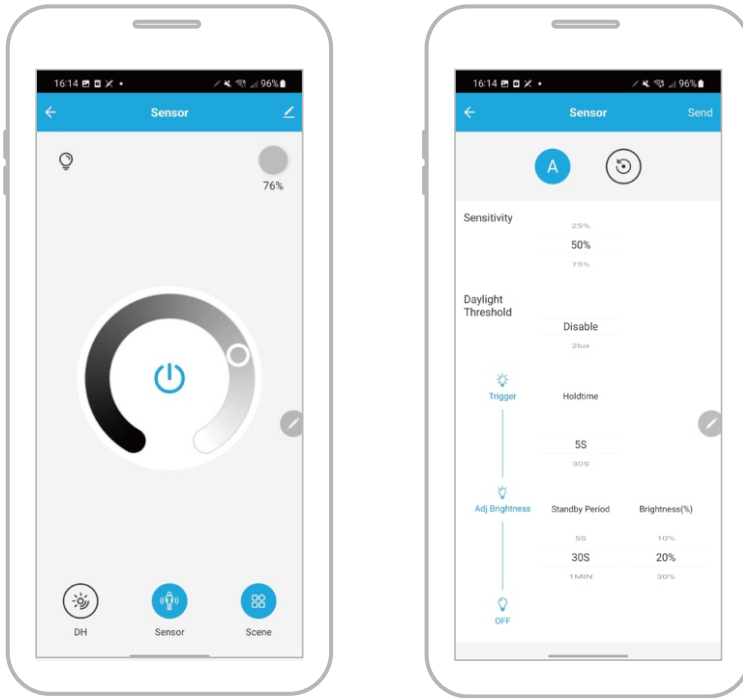 16:14
96%
Sensor
76%
DH
Sensor
Scene
16:14
96%
Sensor
Send
A
Sensitivity
25%
50%
75%
Daylight
Threshold
Disable
2lux
Trigger
Holdtime
5S
30S
Adj Brightness
Standby Period
Brightness(%)
5S
10%
30S
20%
1MIN
30%
OFF